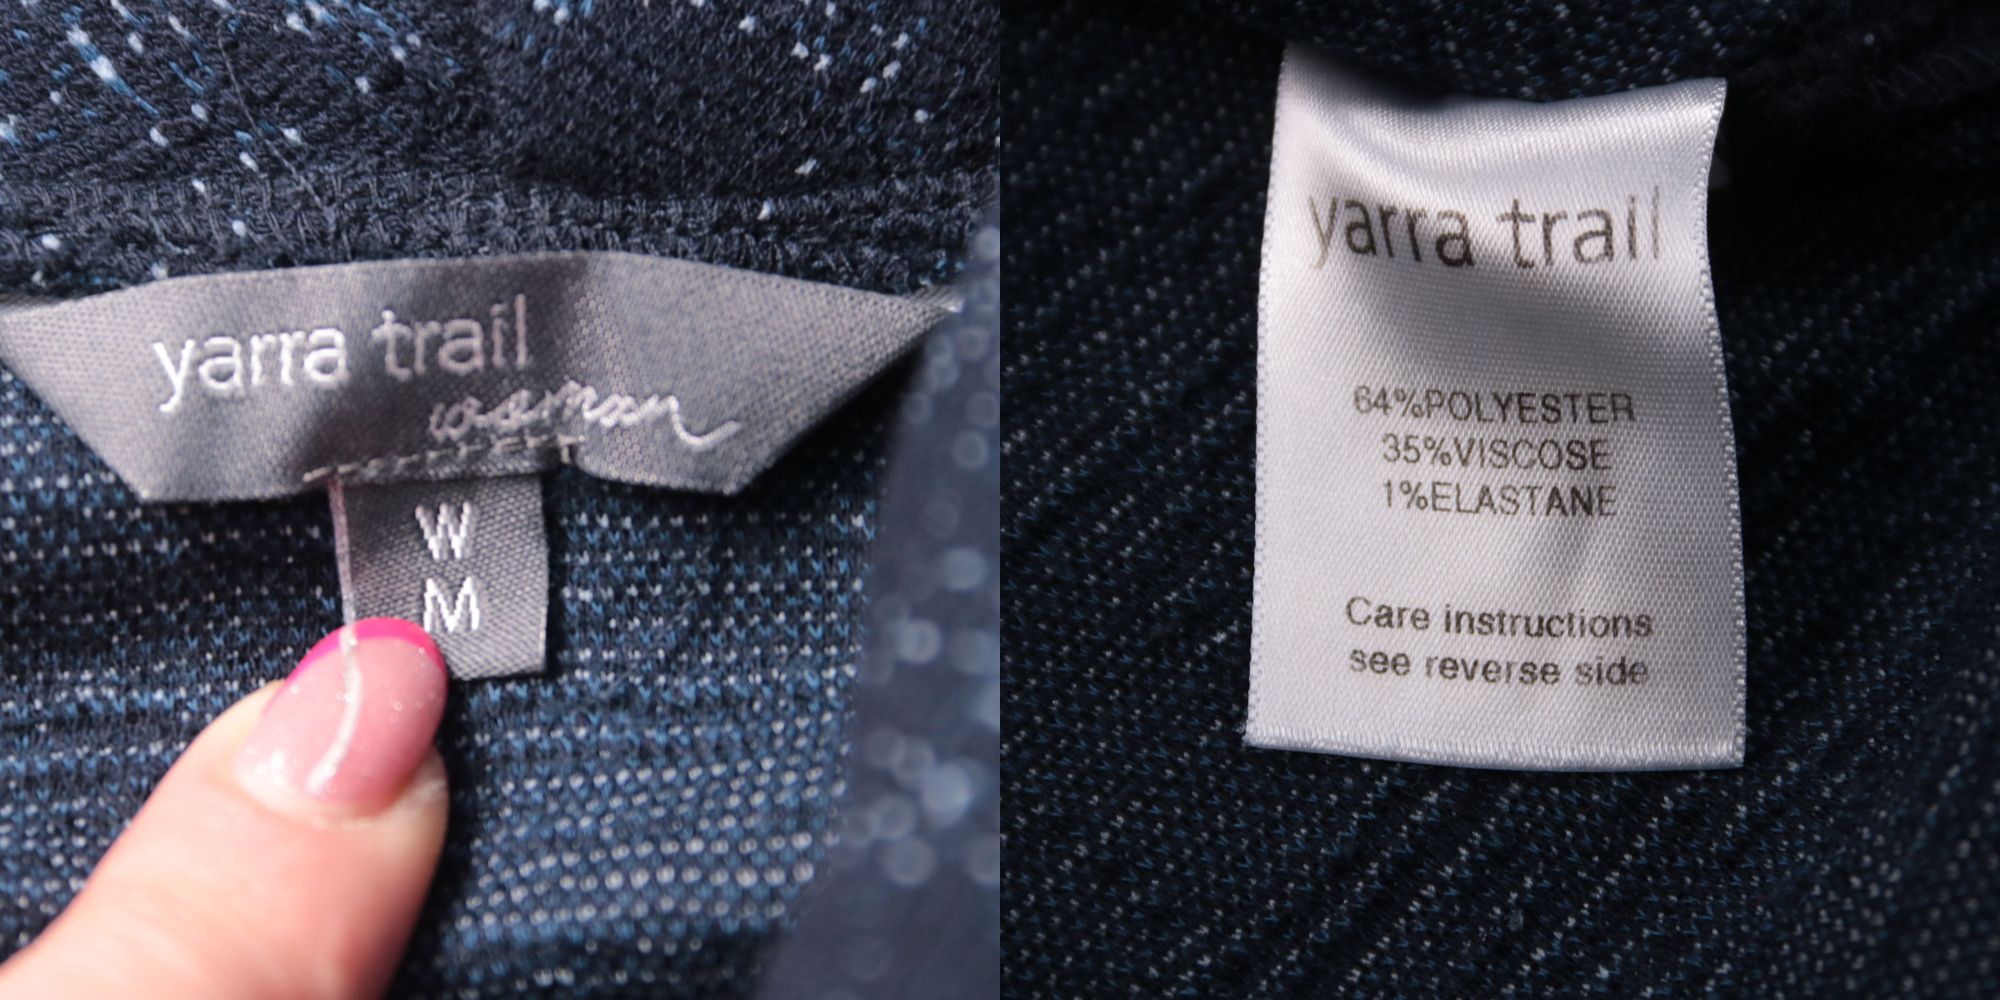 yarra trail
woman
W
M
yarra trail
64%POLYESTER
35%VISCOSE
1%ELASTANE
Care instructions
see reverse side